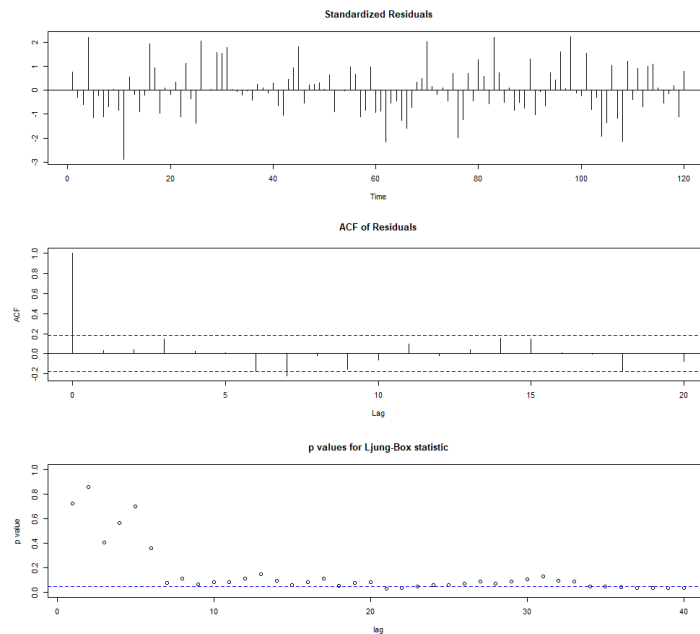 Standardized Residuals
2
1
0
-1
-2
-3
0 20 40 60 80 100 120
Time
ACF of Residuals
ACF
1.0
0.8
0.6
0.4
0.2
0.0
-0.2
0 5 10 15 20
Lag
p values for Ljung-Box statistic
p value
1.0
0.8
0.6
0.4
0.2
0.0
0 10 20 30 40
lag